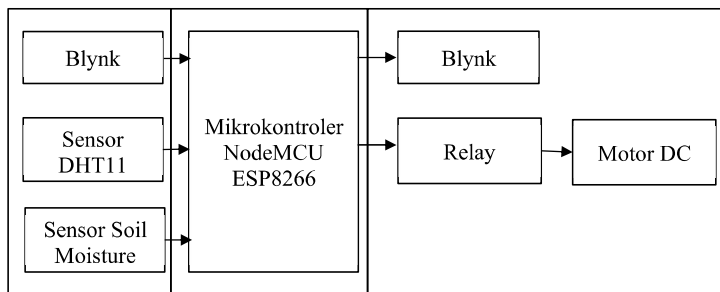 Blynk
Sensor
DHT11
Sensor Soil
Moisture
Mikrokontroler
NodeMCU
ESP8266
Blynk
Relay
Motor DC